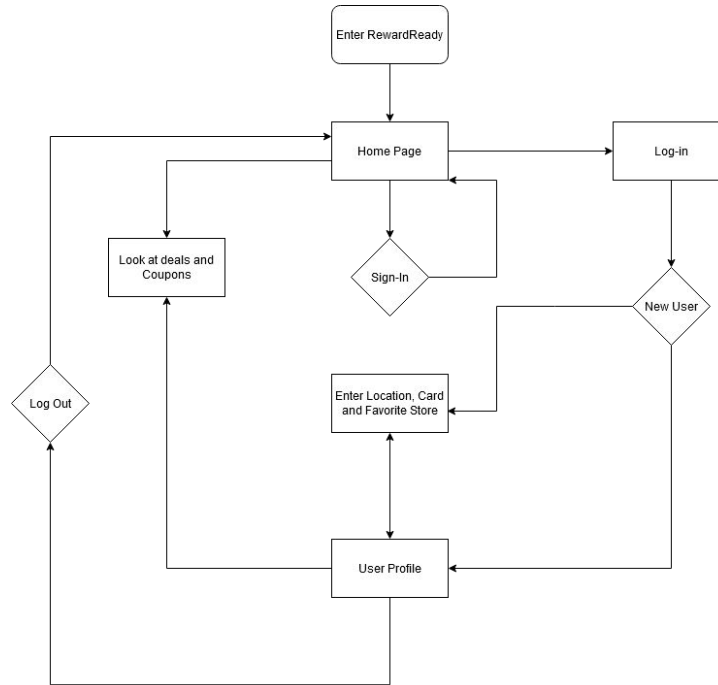 Enter RewardReady
Home Page
Log-in
Look at deals and
Coupons
Sign-In
New User
Log Out
Enter Location, Card
and Favorite Store
User Profile